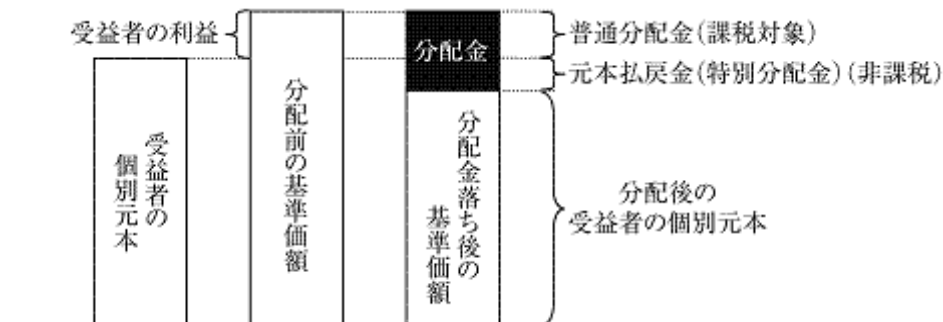 受益者の利益
受益者の
個別元本
分配前の基準価額
分配金
分配金落ち後の
基準価額
普通分配金(課税対象)
元本払戻金(特別分配金)(非課税)
分配後の
受益者の個別元本